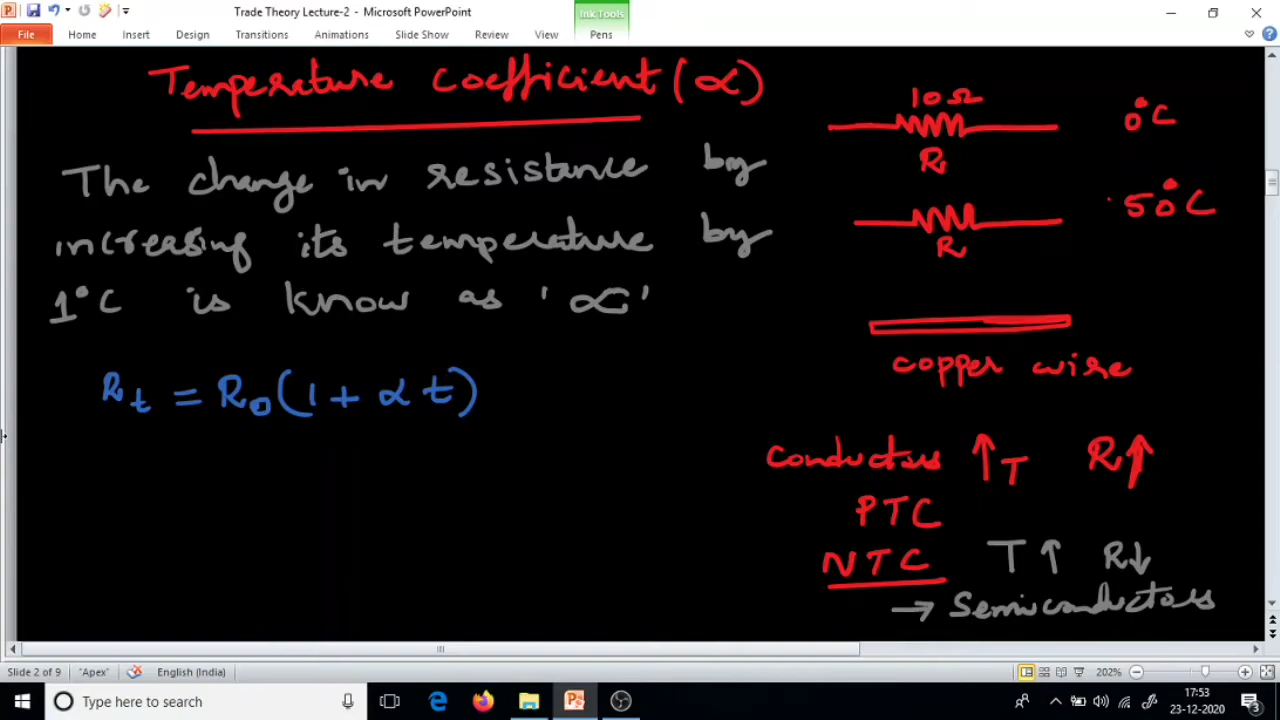 Trade Theory Lecture-2 - Microsoft PowerPoint
Ink Tools
File Home Insert Design Transitions Animations Slide Show Review View Pens
Temperature coefficient (α)
The change in resistance by
increasing its temperature by
1°C is know as 'α'
Rt = R0(1 + α t)
10Ω
R
0°C
R
50°C
copper wire
Conductors ↑T R↑
PTC
NTC T↑ R↓
→ Semiconductors
Slide 2 of 9 "Apex" English (India) 202%
Type here to search
17:53
23-12-2020
3